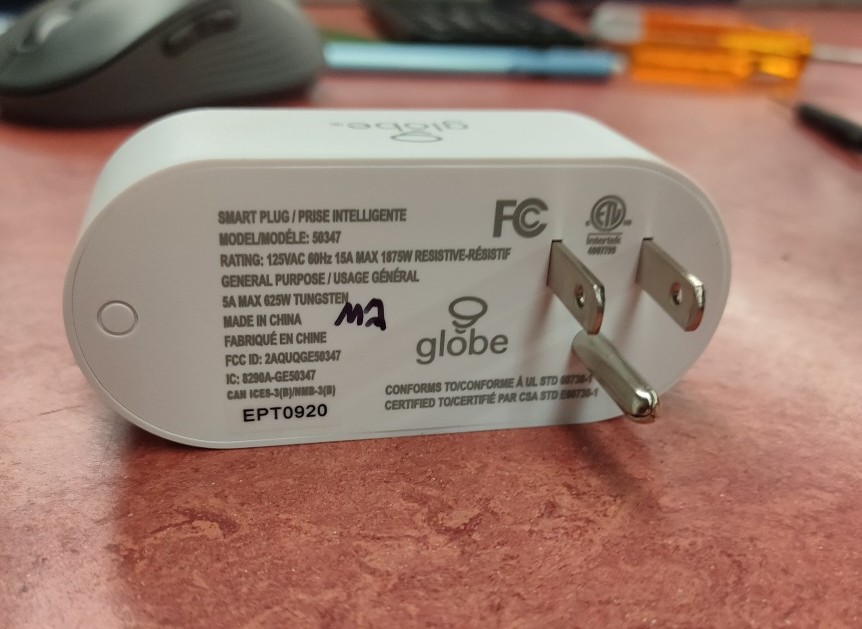 globe
SMART PLUG / PRISE INTELLIGENTE
MODEL/MODÉLE: 50347
RATING: 125VAC 60Hz 15A MAX 1875W RESISTIVE-RÉSISTIF
GENERAL PURPOSE / USAGE GÉNÉRAL
5A MAX 625W TUNGSTEN
MADE IN CHINA
FABRIQUÉ EN CHINE
FCC ID: 2AQUQGE50347
IC: 8290A-GE50347
CAN ICES-3(B)/NMB-3(B)
EPT0920
FC
ETL
Intertek
globe
CONFORMS TO/CONFORME À UL STD 60730-1
CERTIFIED TO/CERTIFIÉ PAR CSA STD E60730-1